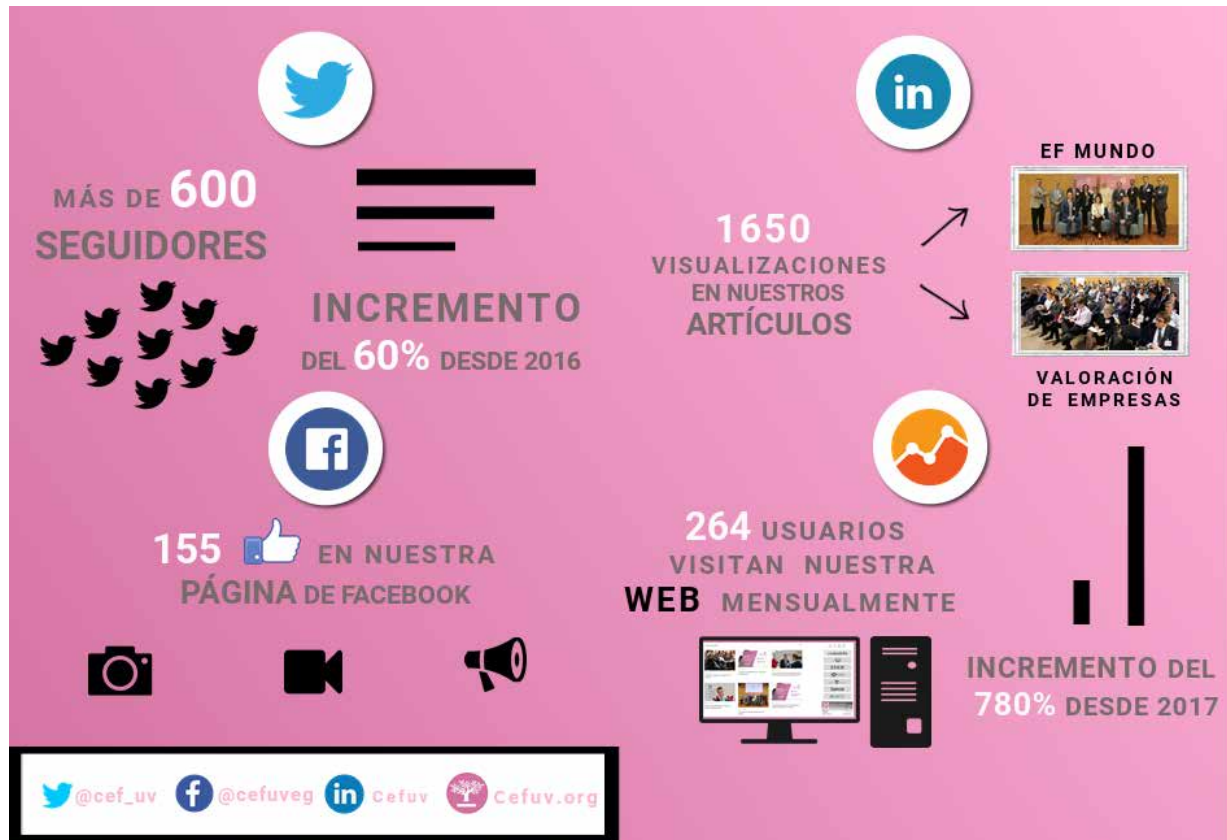 MÁS DE 600
SEGUIDORES
INCREMENTO
DEL 60% DESDE 2016
in
1650
VISUALIZACIONES
EN NUESTROS
ARTÍCULOS
EF MUNDO
VALORACIÓN
DE EMPRESAS
155 EN NUESTRA
PÁGINA DE FACEBOOK
264 USUARIOS
VISITAN NUESTRA
WEB MENSUALMENTE
INCREMENTO DEL
780% DESDE 2017
@cef_uv @cefuveg in Cefuv Cefuv.org